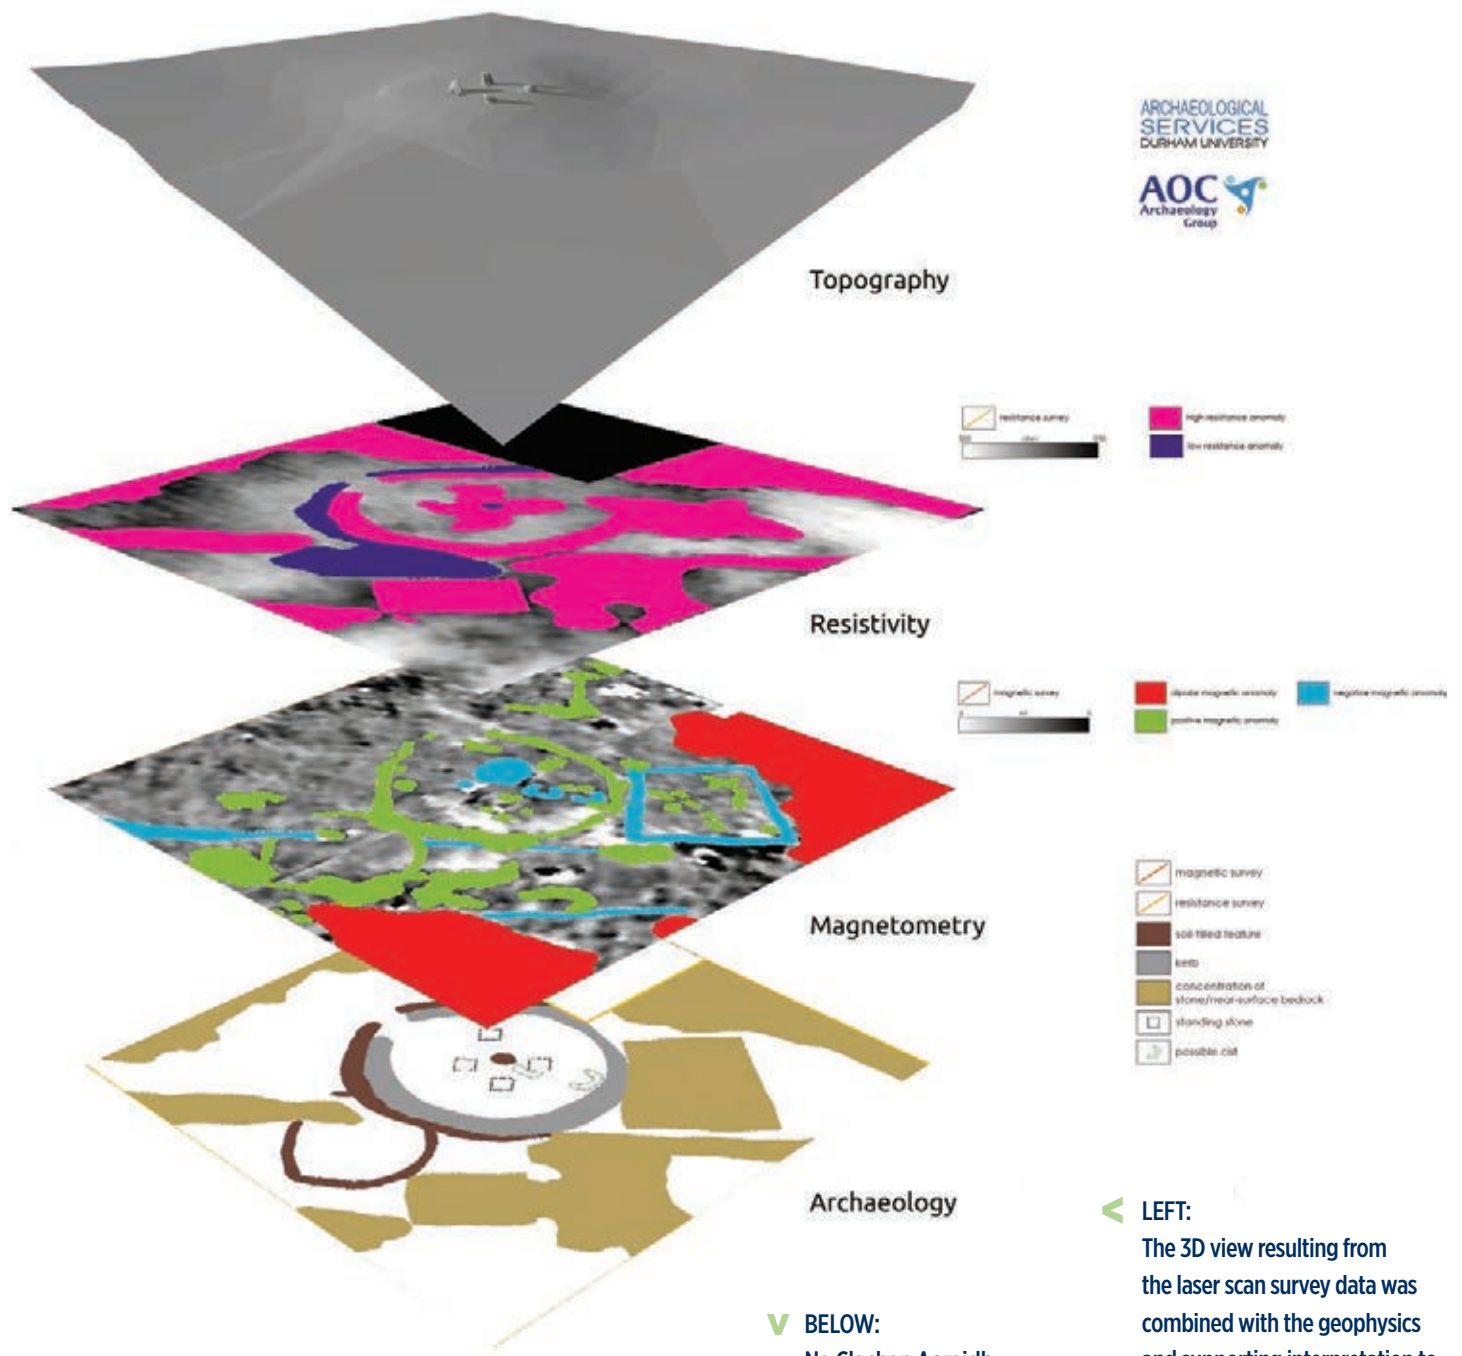 ARCHAEOLOGICAL
SERVICES
DURHAM UNIVERSITY
AOC
Archaeology
Group
Topography
resistance survey
high resistance anomaly
low resistance anomaly
Resistivity
magnetic survey
dipolar magnetic anomaly
negative magnetic anomaly
positive magnetic anomaly
Magnetometry
magnetic survey
resistance survey
soil-filled feature
kerb
concentration of
stone/near-surface bedrock
standing stone
possible cist
Archaeology
< LEFT:
The 3D view resulting from
the laser scan survey data was
combined with the geophysics
V BELOW: